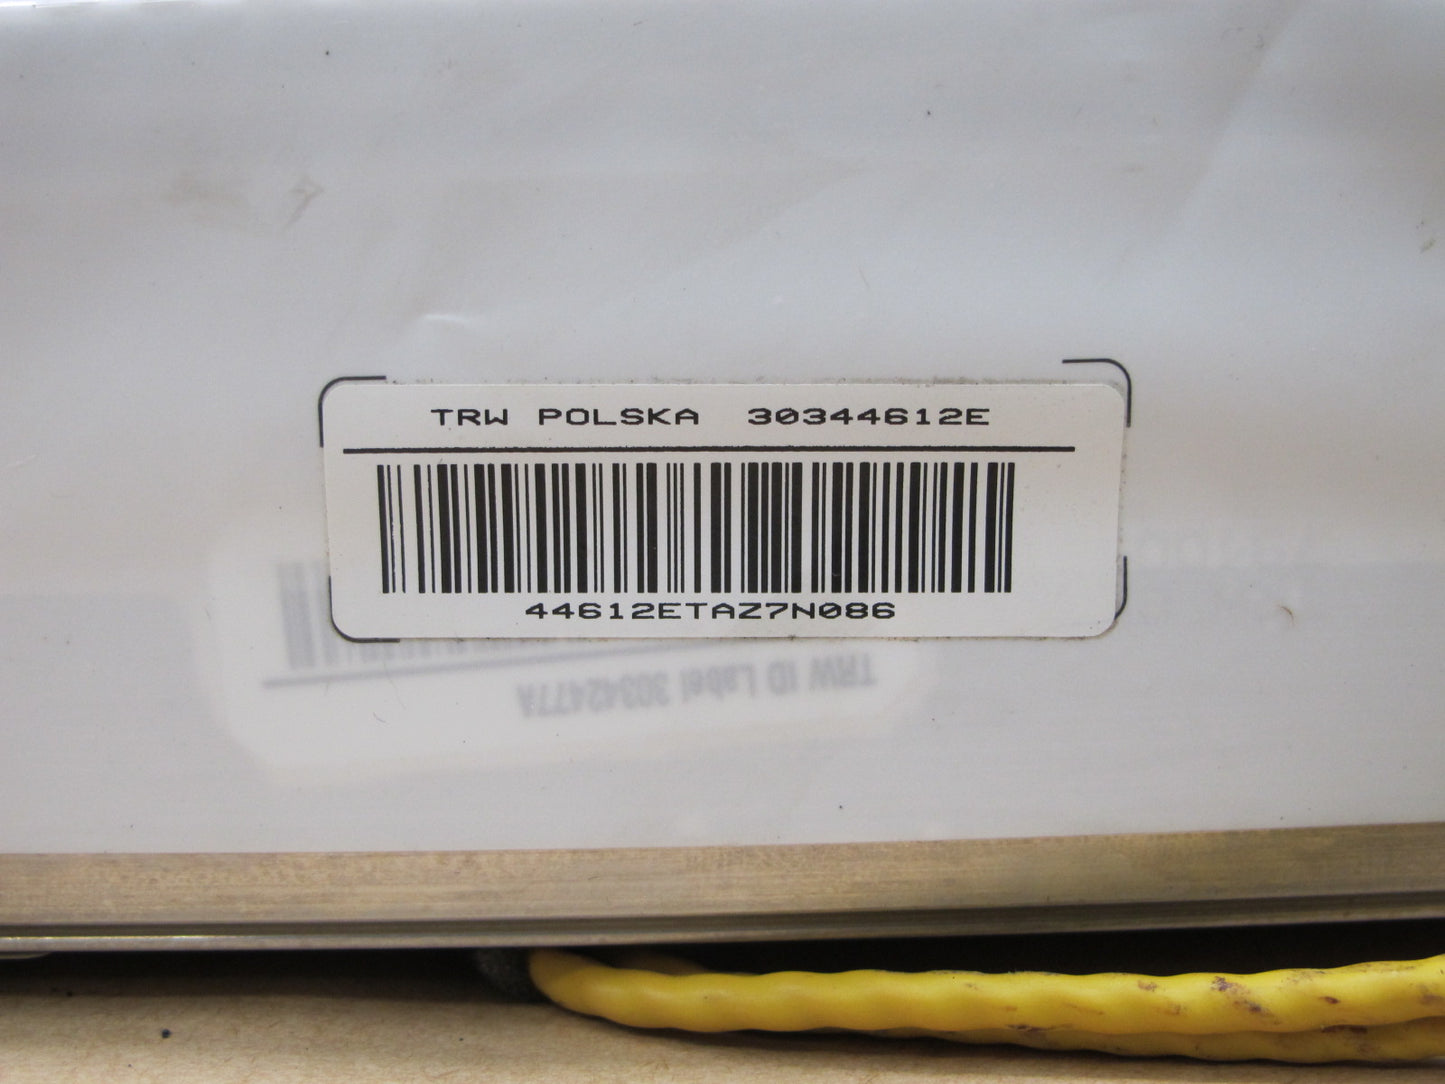 TRW POLSKA 30344612E
44612ETAZ7N086
TRW ID Label 30342477A